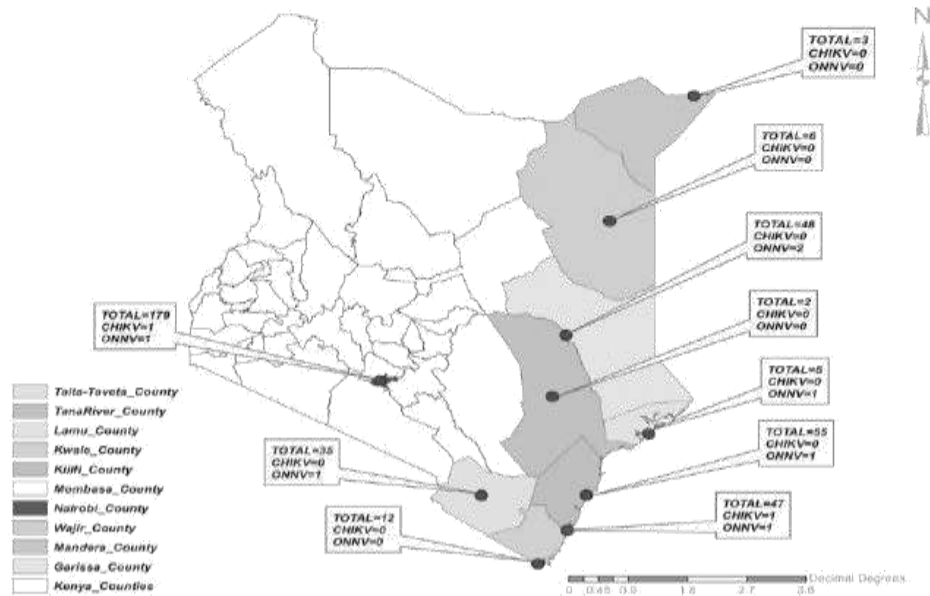 N
TOTAL=3
CHIKV=0
ONNV=0
TOTAL=6
CHIKV=0
ONNV=0
TOTAL=48
CHIKV=0
ONNV=2
TOTAL=2
CHIKV=0
ONNV=0
TOTAL=179
CHIKV=1
ONNV=1
CHIKV=0
ONNV=1
TOTAL=55
CHIKV=0
ONNV=1
TOTAL=35
CHIKV=0
ONNV=1
TOTAL=47
CHIKV=1
ONNV=1
TOTAL=12
CHIKV=0
ONNV=0
Taita-Taveta_County
TanaRiver_County
Lamu_County
Kwale_County
Kilifi_County
Mombasa_County
Nairobi_County
Wajir_County
Mandera_County
Garissa_County
Kenya_Counties
Decimal Degrees
0 0.45 0.9 1.8 2.7 3.6